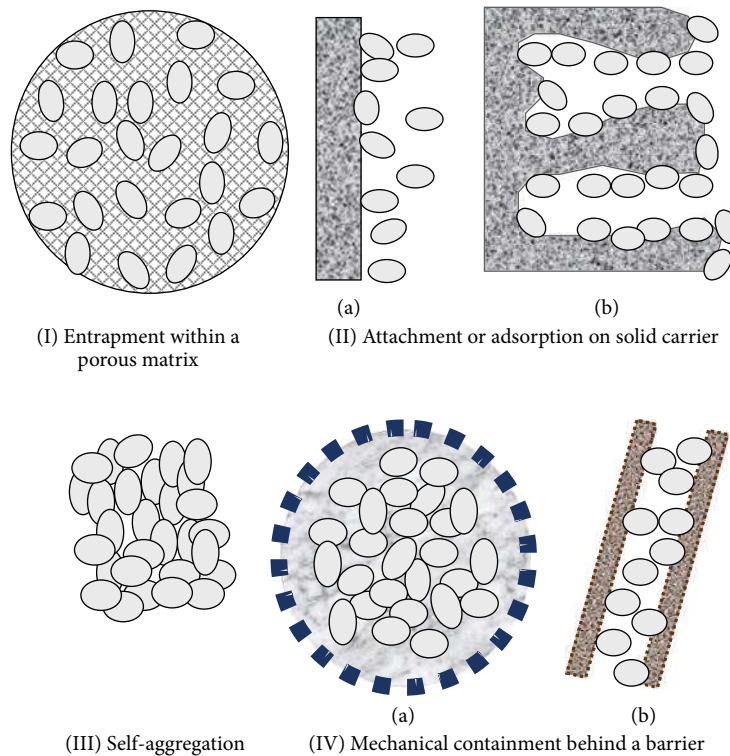 (a)
(b)
(I) Entrapment within a
porous matrix
(II) Attachment or adsorption on solid carrier
(a)
(b)
(III) Self-aggregation
(IV) Mechanical containment behind a barrier